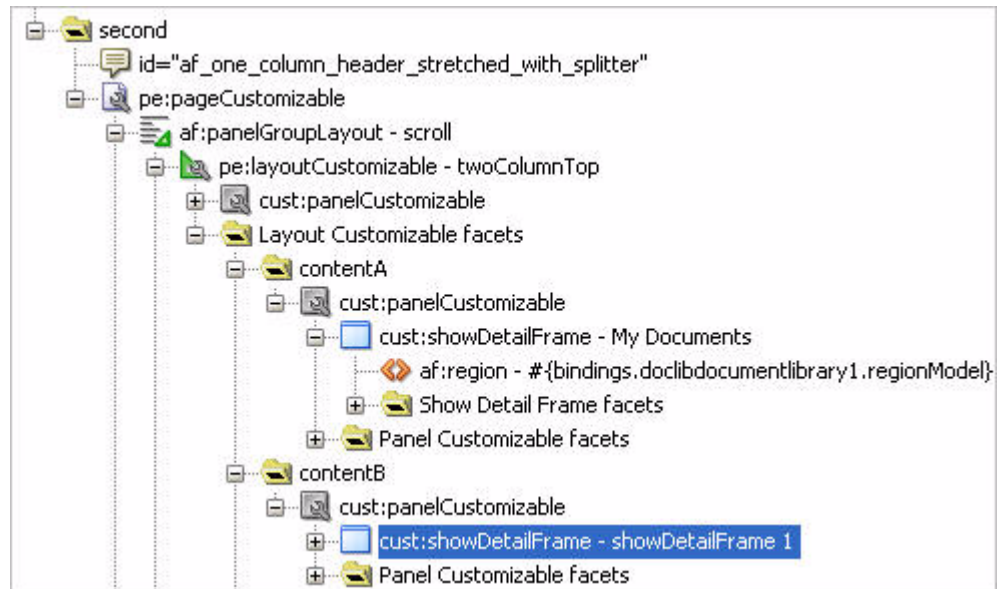 second
id="af_one_column_header_stretched_with_splitter"
pe:pageCustomizable
af:panelGroupLayout - scroll
pe:layoutCustomizable - twoColumnTop
cust:panelCustomizable
Layout Customizable facets
contentA
cust:panelCustomizable
cust:showDetailFrame - My Documents
af:region - #{bindings.doclibdocumentlibrary1.regionModel}
Show Detail Frame facets
Panel Customizable facets
contentB
cust:panelCustomizable
cust:showDetailFrame - showDetailFrame 1
Panel Customizable facets